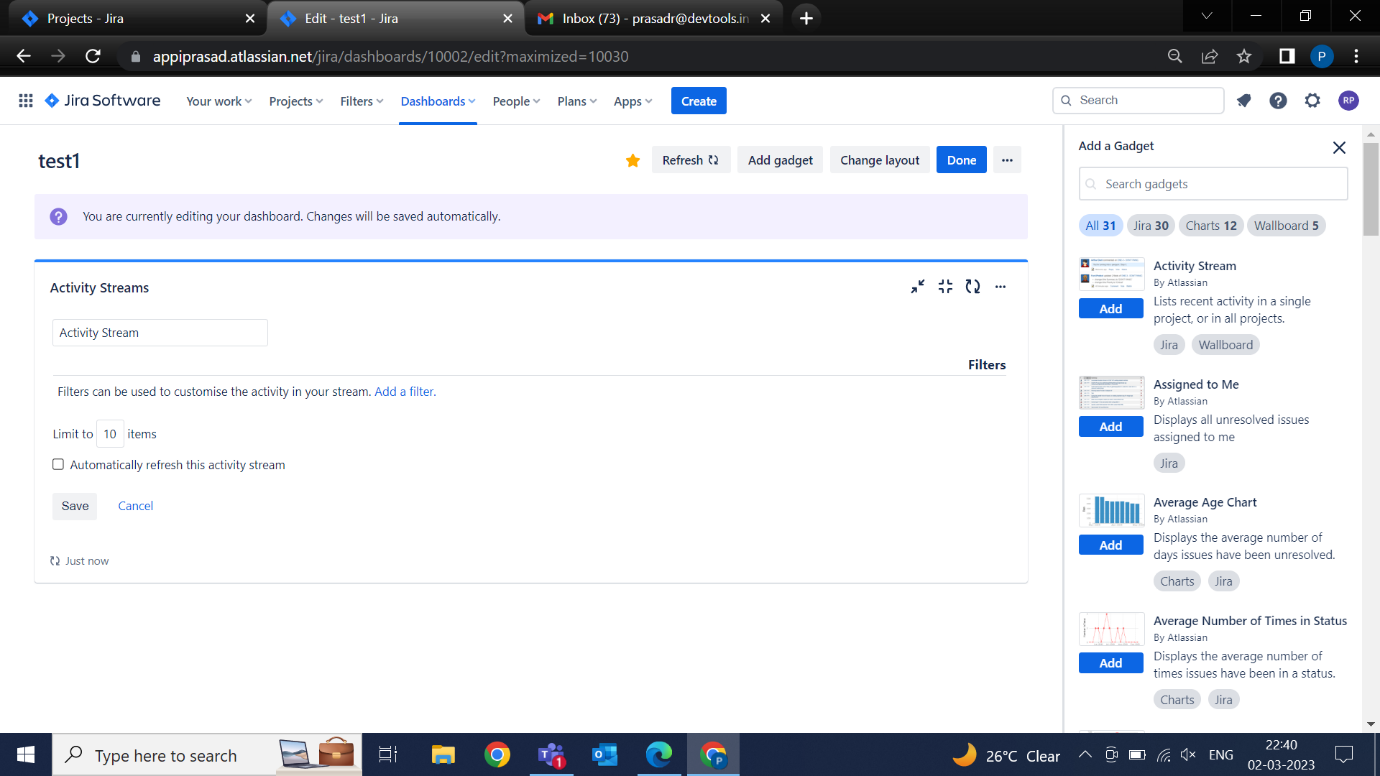 Projects - Jira
Edit - test1 - Jira
Inbox (73) - prasadr@devtools.in
appiprasad.atlassian.net/jira/dashboards/10002/edit?maximized=10030
P
Jira Software
Your work
Projects
Filters
Dashboards
People
Plans
Apps
Create
Search
RP
test1
Refresh
Add gadget
Change layout
Done
You are currently editing your dashboard. Changes will be saved automatically.
Activity Streams
Activity Stream
Filters
Filters can be used to customise the activity in your stream. Add a filter.
Limit to 10 items
Automatically refresh this activity stream
Save Cancel
Just now
Add a Gadget
Search gadgets
All 31 Jira 30 Charts 12 Wallboard 5
Activity Stream
By Atlassian
Add
Lists recent activity in a single
project, or in all projects.
Jira Wallboard
Assigned to Me
By Atlassian
Add
Displays all unresolved issues
assigned to me
Jira
Average Age Chart
By Atlassian
Add
Displays the average number of
days issues have been unresolved.
Charts Jira
Average Number of Times in Status
By Atlassian
Add
Displays the average number of
times issues have been in a status.
Charts Jira
Type here to search
1
P
26°C Clear
ENG
22:40
02-03-2023